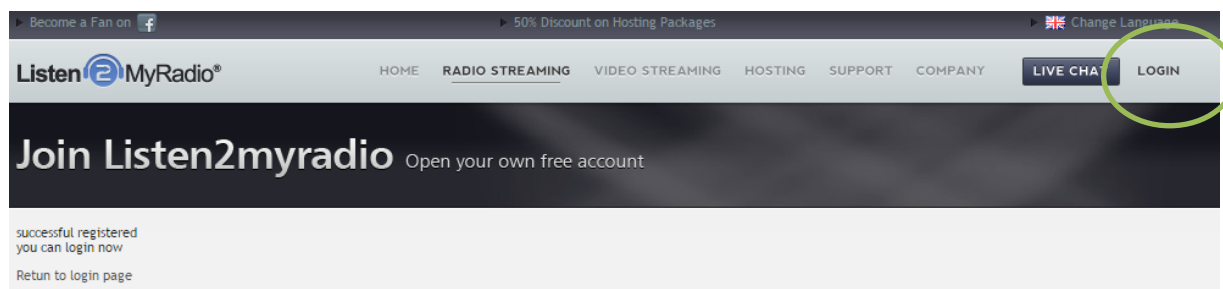 Become a Fan on
50% Discount on Hosting Packages
Change Language
Listen2MyRadio®
HOME RADIO STREAMING VIDEO STREAMING HOSTING SUPPORT COMPANY LIVE CHAT LOGIN
Join Listen2myradio Open your own free account
successful registered
you can login now
Retun to login page